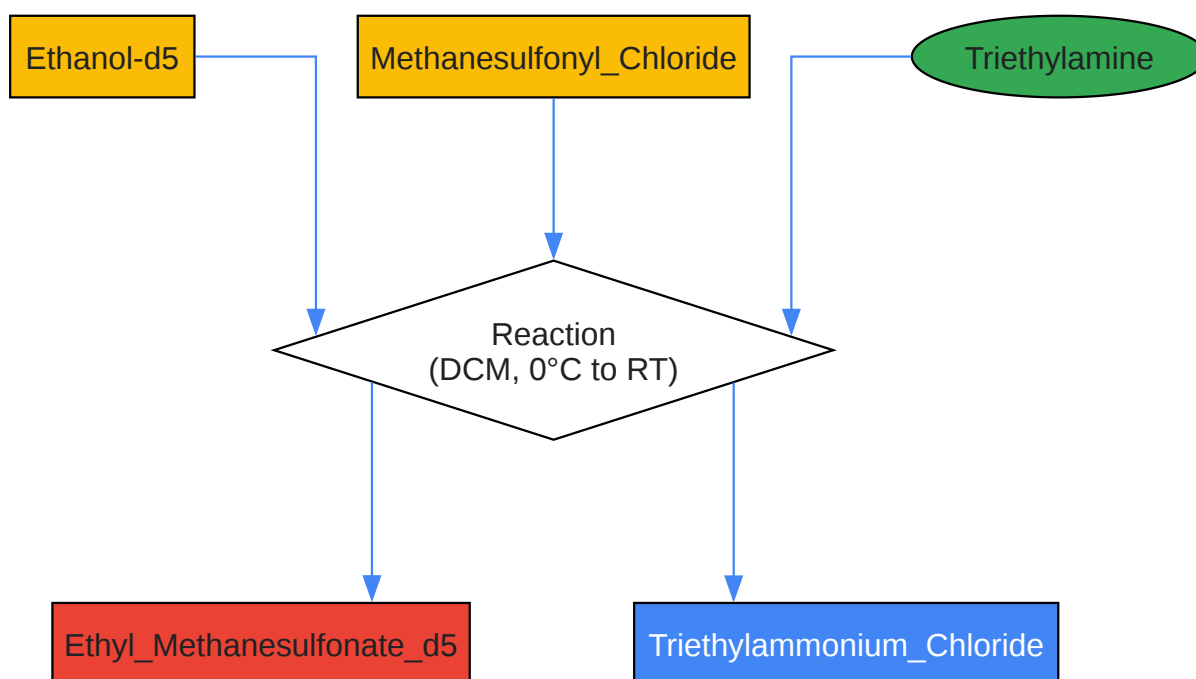 Ethanol-d5
Methanesulfonyl_Chloride
Triethylamine
Reaction
(DCM, 0°C to RT)
Ethyl_Methanesulfonate_d5
Triethylammonium_Chloride